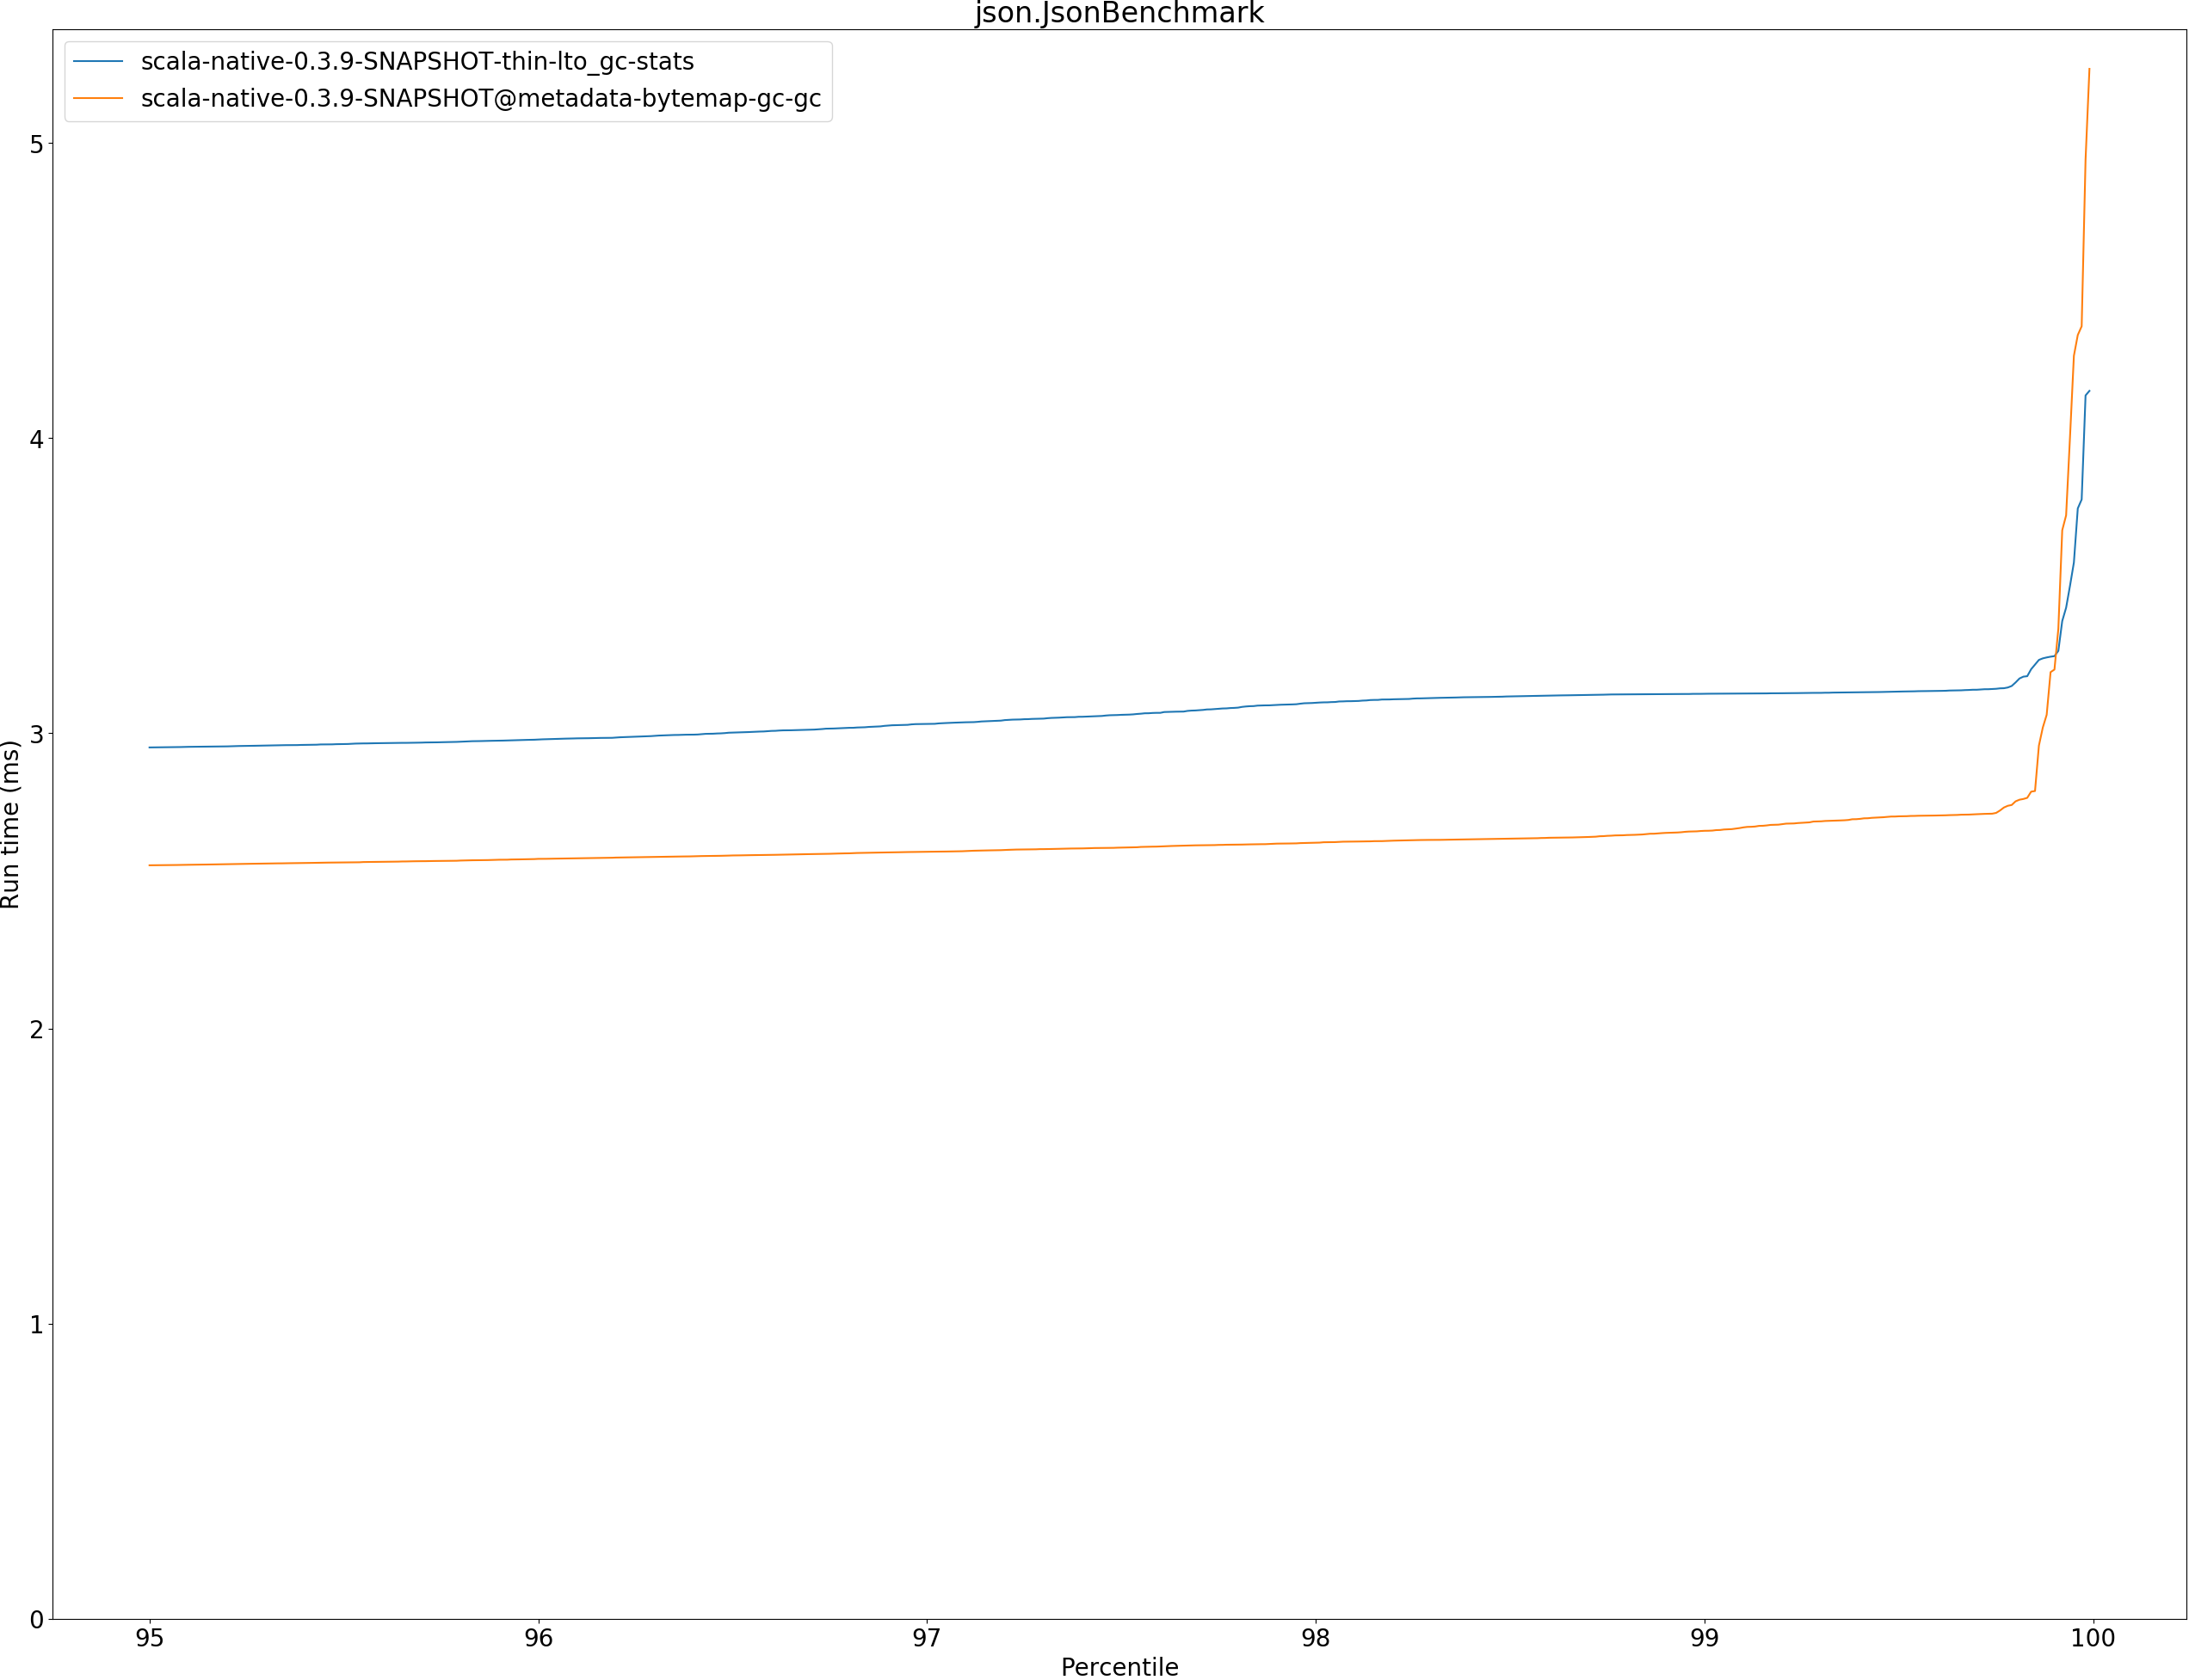 json.JsonBenchmark
scala-native-0.3.9-SNAPSHOT-thin-lto_gc-stats
scala-native-0.3.9-SNAPSHOT@metadata-bytemap-gc-gc
5
4
3
2
1
0
Run time (ms)
95 96 97 98 99 100
Percentile